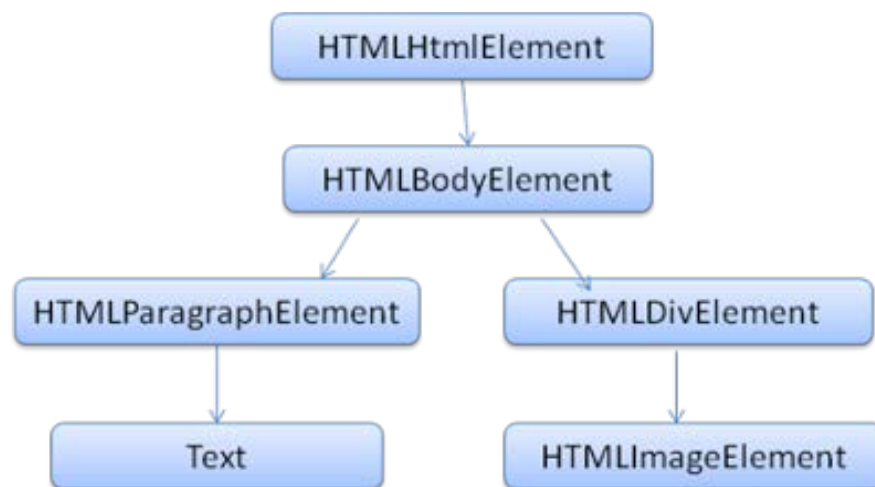 HTMLHtmlElement
HTMLBodyElement
HTMLParagraphElement
HTMLDivElement
Text
HTMLImageElement